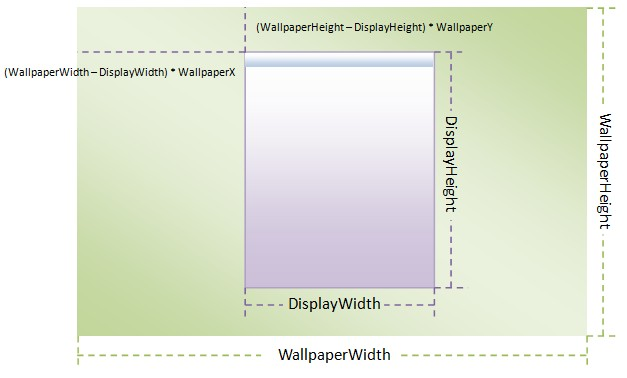 (WallpaperHeight – DisplayHeight) * WallpaperY
(WallpaperWidth – DisplayWidth) * WallpaperX
DisplayHeight
WallpaperHeight
DisplayWidth
WallpaperWidth